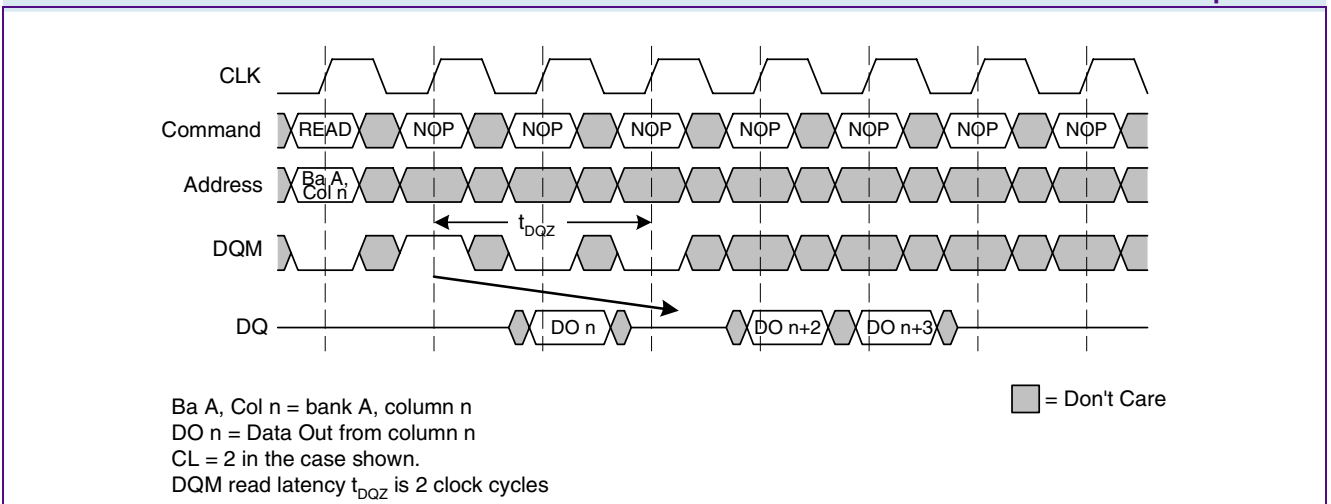 CLK
Command READ NOP NOP NOP NOP NOP NOP NOP
Address Ba A,
Col n
tDQZ
DQM
DQ DO n DO n+2 DO n+3
Ba A, Col n = bank A, column n
DO n = Data Out from column n
CL = 2 in the case shown.
DQM read latency tDQZ is 2 clock cycles
= Don't Care